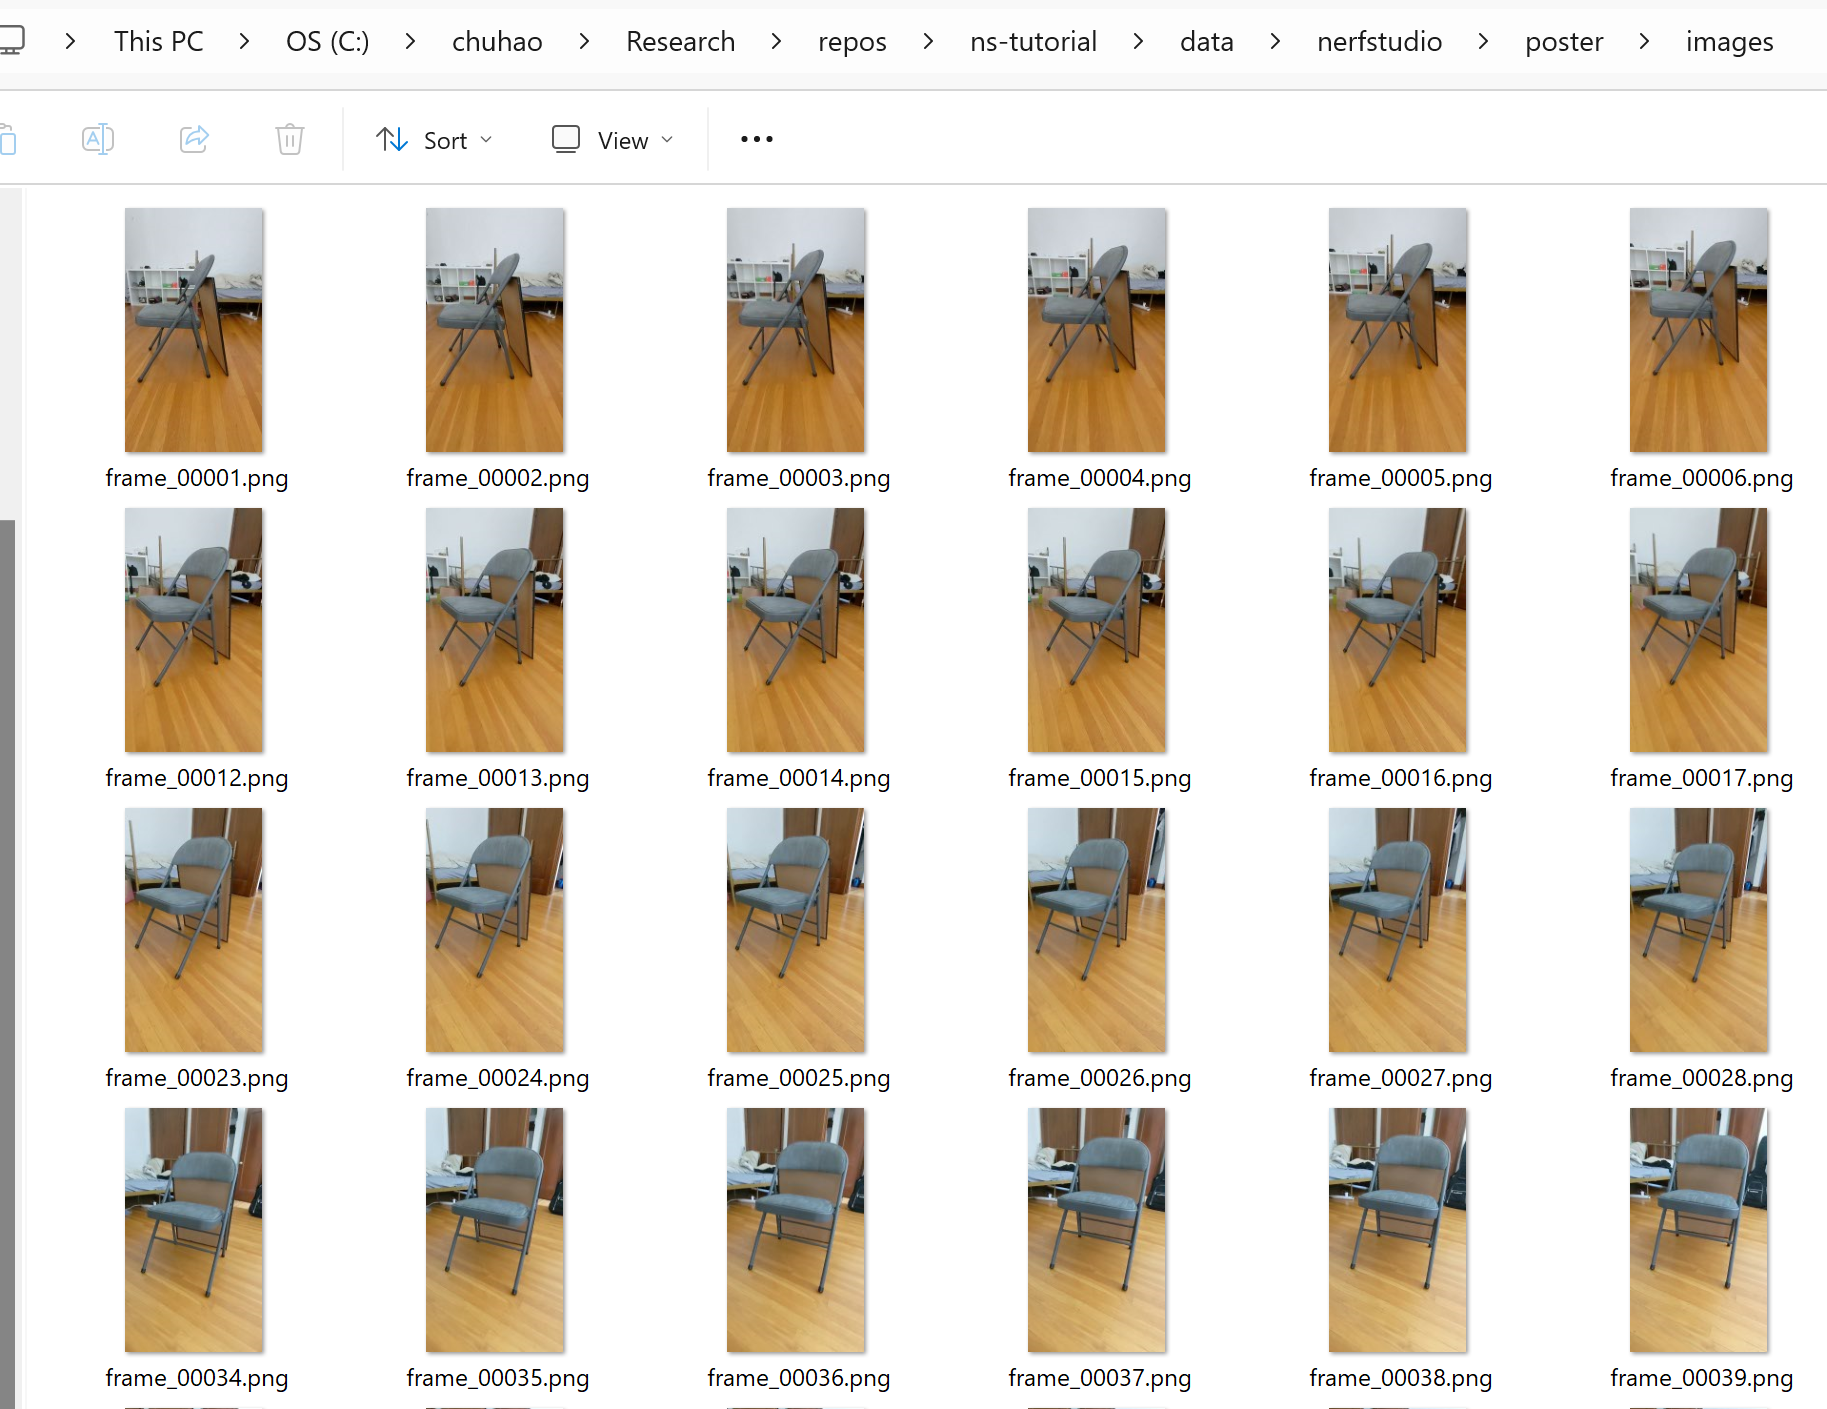 This PC > OS (C:) > chuhao > Research > repos > ns-tutorial > data > nerfstudio > poster > images
Sort View
frame_00001.png frame_00002.png frame_00003.png frame_00004.png frame_00005.png frame_00006.png
frame_00012.png frame_00013.png frame_00014.png frame_00015.png frame_00016.png frame_00017.png
frame_00023.png frame_00024.png frame_00025.png frame_00026.png frame_00027.png frame_00028.png
frame_00034.png frame_00035.png frame_00036.png frame_00037.png frame_00038.png frame_00039.png